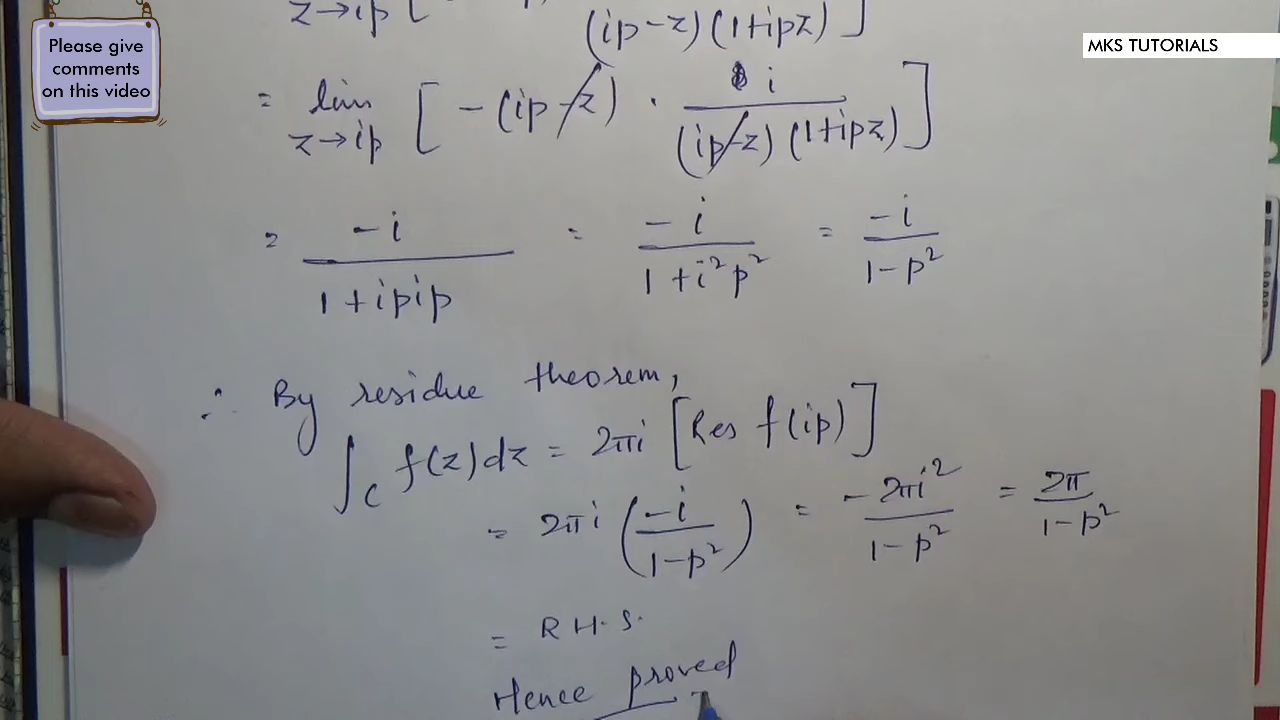 Please give
comments
on this video
MKS TUTORIALS
z→ip [ (ip-z)(1+ipz) ]
= lim z→ip [ -(ip-z) · i / (ip-z)(1+ipz) ]
= -i / 1+ipip = -i / 1+i²p² = -i / 1-p²
∴ By residue theorem,
∫C f(z)dz = 2πi [Res f(ip)]
= 2πi (-i / 1-p²) = -2πi² / 1-p² = 2π / 1-p²
= R.H.S.
Hence proved